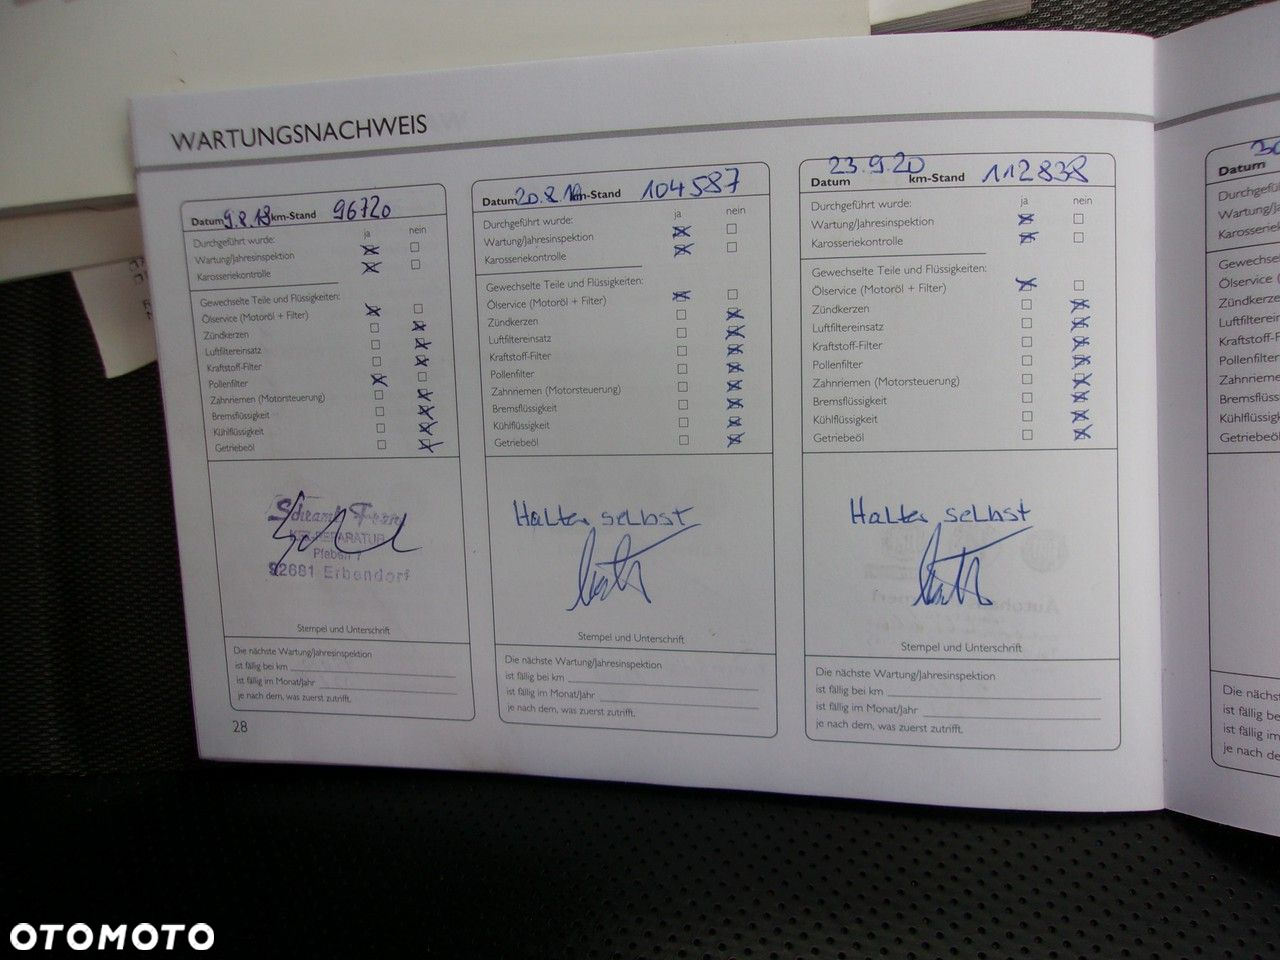 WARTUNGSNACHWEIS
Datum 9.8.18 km-Stand 96720
Durchgeführt wurde: ja nein
Wartung/Jahresinspektion
Karosseriekontrolle
Gewechselte Teile und Flüssigkeiten:
Ölservice (Motoröl + Filter)
Zündkerzen
Luftfiltereinsatz
Kraftstoff-Filter
Pollenfilter
Zahnriemen (Motorsteuerung)
Bremsflüssigkeit
Kühlflüssigkeit
Getriebeöl
KFZ-REPARATUR
92681 Erbendorf
Stempel und Unterschrift
Die nächste Wartung/Jahresinspektion
ist fällig bei km
ist fällig im Monat/Jahr
je nach dem, was zuerst zutrifft.
28
Datum 20.8.19 km-Stand 104587
Durchgeführt wurde: ja nein
Wartung/Jahresinspektion
Karosseriekontrolle
Gewechselte Teile und Flüssigkeiten:
Ölservice (Motoröl + Filter)
Zündkerzen
Luftfiltereinsatz
Kraftstoff-Filter
Pollenfilter
Zahnriemen (Motorsteuerung)
Bremsflüssigkeit
Kühlflüssigkeit
Getriebeöl
Halter selbst
Stempel und Unterschrift
Die nächste Wartung/Jahresinspektion
ist fällig bei km
ist fällig im Monat/Jahr
je nach dem, was zuerst zutrifft.
Datum 23.9.20 km-Stand 112838
Durchgeführt wurde: ja nein
Wartung/Jahresinspektion
Karosseriekontrolle
Gewechselte Teile und Flüssigkeiten:
Ölservice (Motoröl + Filter)
Zündkerzen
Luftfiltereinsatz
Kraftstoff-Filter
Pollenfilter
Zahnriemen (Motorsteuerung)
Bremsflüssigkeit
Kühlflüssigkeit
Getriebeöl
Halter selbst
Stempel und Unterschrift
Die nächste Wartung/Jahresinspektion
ist fällig bei km
ist fällig im Monat/Jahr
je nach dem, was zuerst zutrifft.
Datum
Durchgefü
Wartung/Ja
Karosserieko
Gewechselte
Ölservice (
Zündkerze
Luftfilterein
Kraftstoff-F
Pollenfilter
Zahnriemen
Bremsflüss
Kühlflüssig
Getriebeöl
Die nächst
ist fällig be
ist fällig im
je nach de
OTOMOTO